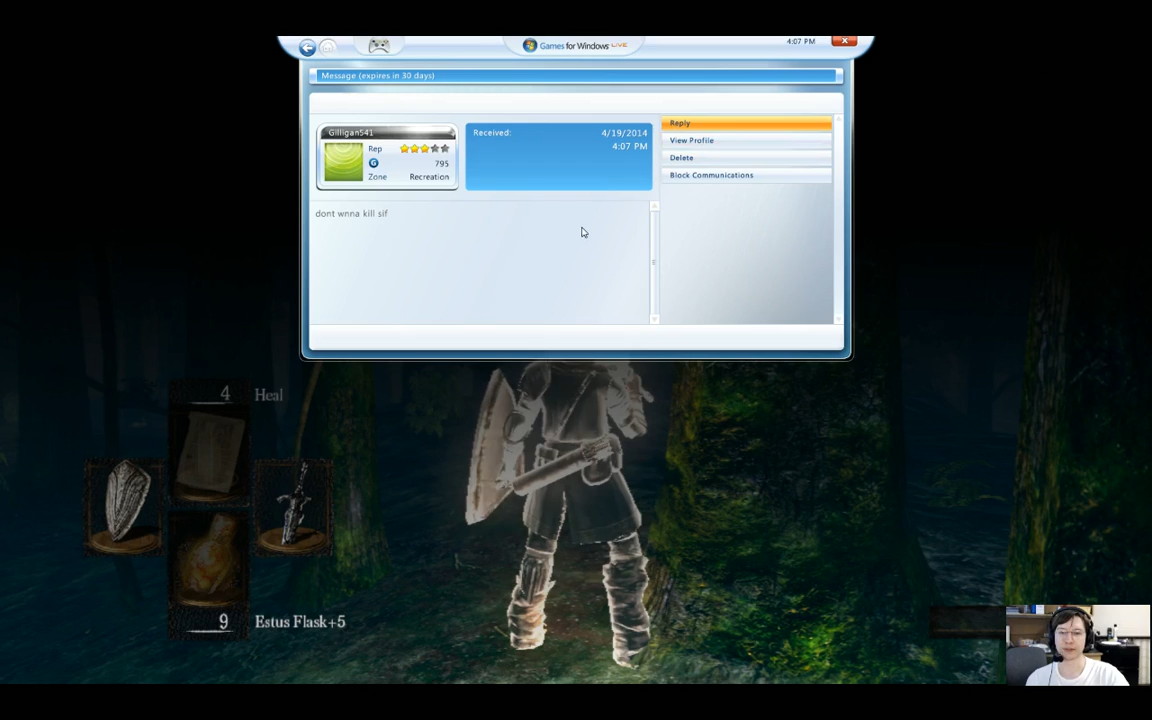 Games for Windows LIVE
4:07 PM
Message (expires in 30 days)
Gilligan541
Rep
G
795
Zone
Recreation
Received:
4/19/2014
4:07 PM
Reply
View Profile
Delete
Block Communications
dont wnna kill sif
4
Heal
9
Estus Flask+5